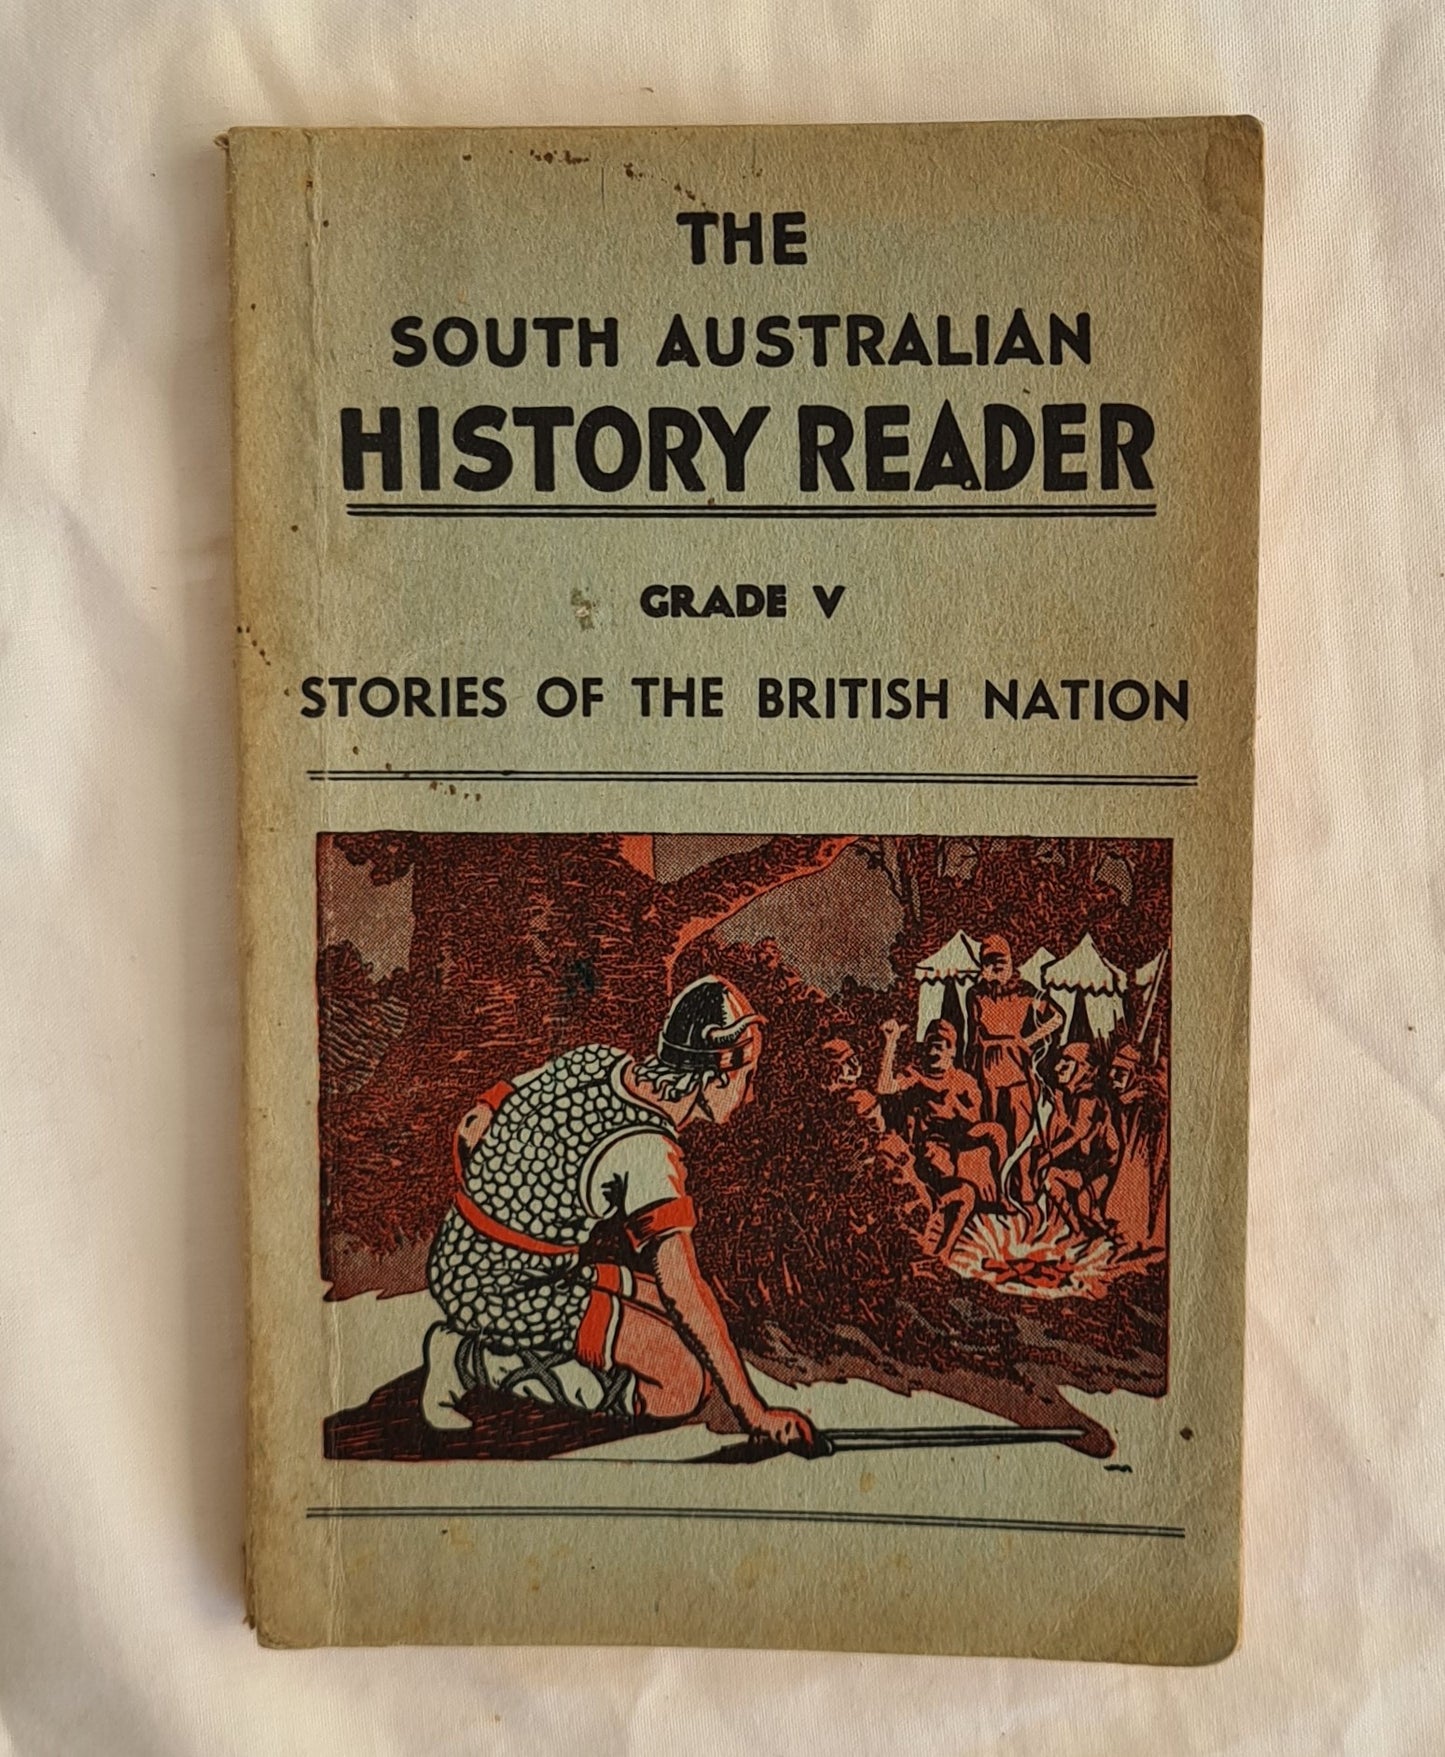 THE
SOUTH AUSTRALIAN
HISTORY READER
GRADE V
STORIES OF THE BRITISH NATION